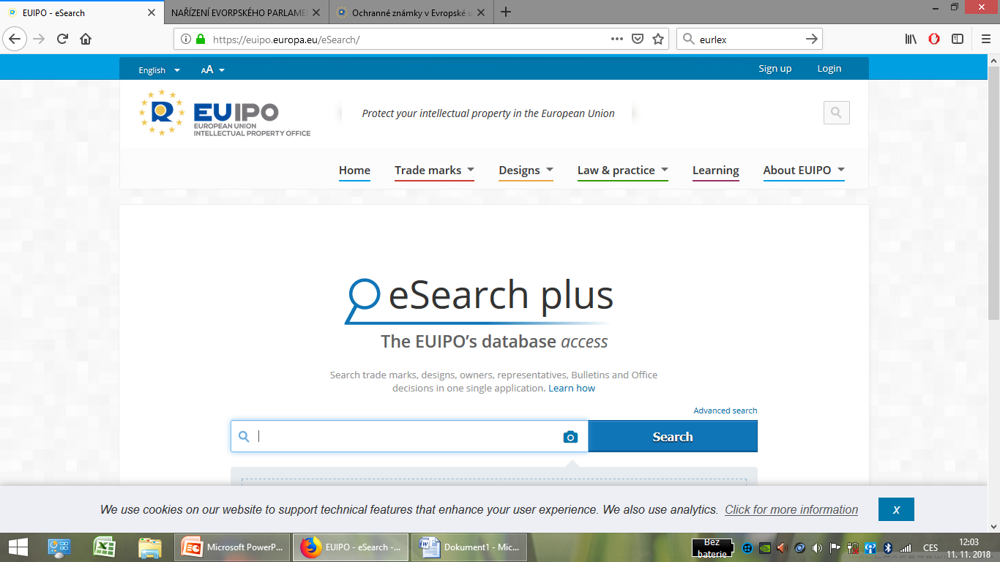 EUIPO - eSearch
NAŘÍZENÍ EVORPSKÉHO PARLAME
Ochranné známky v Evropské u
https://euipo.europa.eu/eSearch/
eurlex
English
AA
Sign up
Login
EUIPO
EUROPEAN UNION
INTELLECTUAL PROPERTY OFFICE
Protect your intellectual property in the European Union
Home
Trade marks
Designs
Law & practice
Learning
About EUIPO
eSearch plus
The EUIPO's database access
Search trade marks, designs, owners, representatives, Bulletins and Office
decisions in one single application. Learn how
Advanced search
Search
We use cookies on our website to support technical features that enhance your user experience. We also use analytics. Click for more information
X
Microsoft PowerP...
EUIPO - eSearch -...
Dokument1 - Mic...
Bez
baterie
CES
12:03
11. 11. 2018